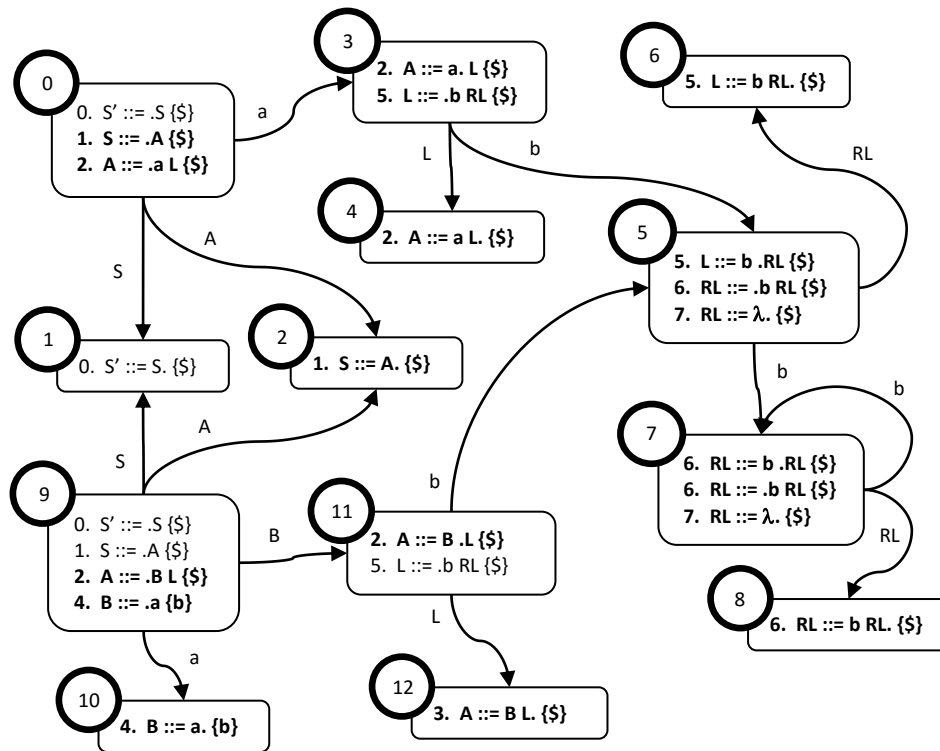 0
0. S’ ::= .S {$}
1. S ::= .A {$}
2. A ::= .a L {$}
a
3
2. A ::= a. L {$}
5. L ::= .b RL {$}
6
5. L ::= b RL. {$}
L
b
RL
4
2. A ::= a L. {$}
5
5. L ::= b .RL {$}
6. RL ::= .b RL {$}
7. RL ::= λ. {$}
S
A
1
0. S’ ::= S. {$}
2
1. S ::= A. {$}
b
b
7
6. RL ::= b .RL {$}
6. RL ::= .b RL {$}
7. RL ::= λ. {$}
S
A
b
9
0. S’ ::= .S {$}
1. S ::= .A {$}
2. A ::= .B L {$}
4. B ::= .a {b}
B
11
2. A ::= B .L {$}
5. L ::= .b RL {$}
RL
8
6. RL ::= b RL. {$}
a
L
10
4. B ::= a. {b}
12
3. A ::= B L. {$}